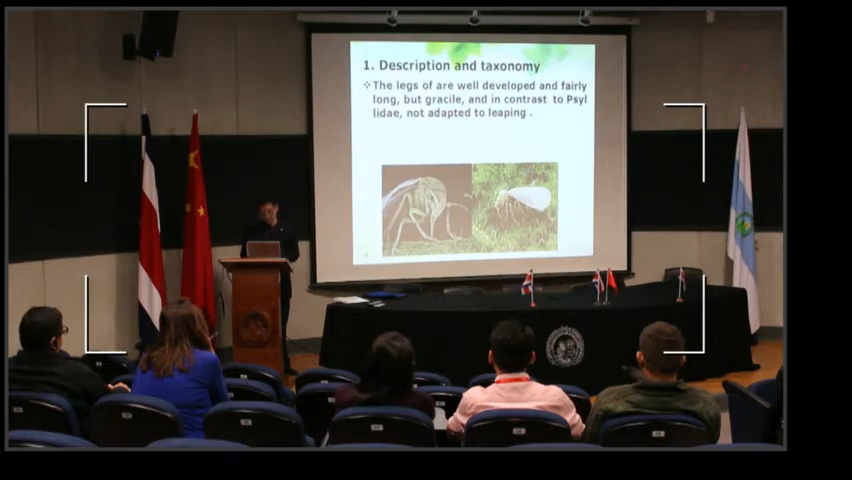 1. Description and taxonomy
❖The legs of are well developed and fairly
long, but gracile, and in contrast to Psyl
lidae, not adapted to leaping .